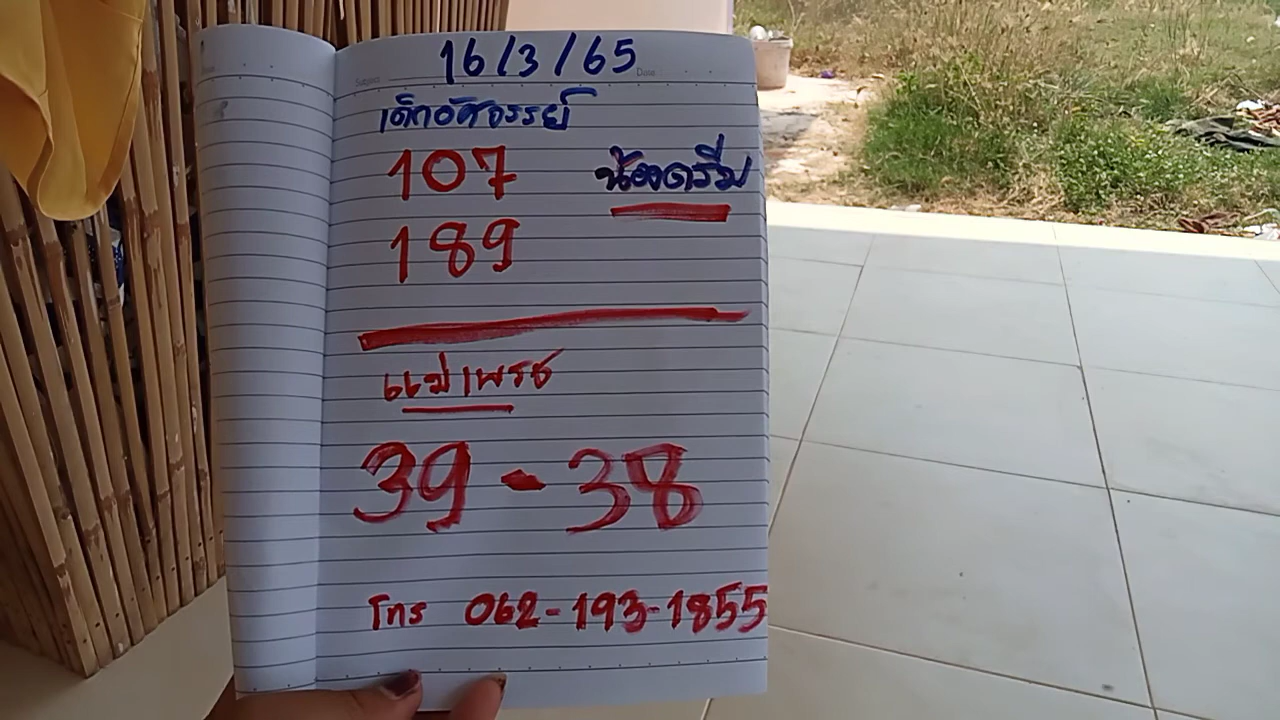 16/3/65
เด็กอัศจรรย์
107
น้องดรีม
189
แม่เพชร
39-38
โทร 062-193-1855